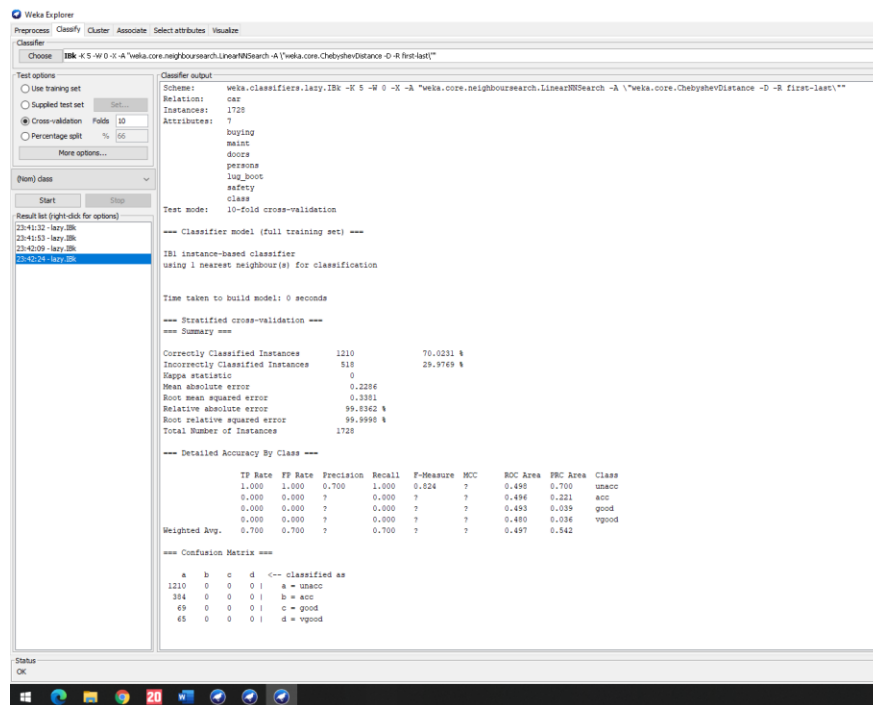 Weka Explorer
Preprocess Classify Cluster Associate Select attributes Visualize
Classifier
Choose IBk -K 5 -W 0 -X -A "weka.core.neighboursearch.LinearNNSearch -A \"weka.core.ChebyshevDistance -D -R first-last\""
Test options
Use training set
Supplied test set Set...
Cross-validation Folds 10
Percentage split % 66
More options...
(Nom) class
Start Stop
Result list (right-click for options)
23:41:32 - lazy.IBk
23:41:53 - lazy.IBk
23:42:09 - lazy.IBk
23:42:24 - lazy.IBk
Classifier output
Scheme: weka.classifiers.lazy.IBk -K 5 -W 0 -X -A "weka.core.neighboursearch.LinearNNSearch -A \"weka.core.ChebyshevDistance -D -R first-last\""
Relation: car
Instances: 1728
Attributes: 7
buying
maint
doors
persons
lug_boot
safety
class
Test mode: 10-fold cross-validation
=== Classifier model (full training set) ===
IB1 instance-based classifier
using 1 nearest neighbour(s) for classification
Time taken to build model: 0 seconds
=== Stratified cross-validation ===
=== Summary ===
Correctly Classified Instances 1210 70.0231 %
Incorrectly Classified Instances 518 29.9769 %
Kappa statistic 0
Mean absolute error 0.2286
Root mean squared error 0.3381
Relative absolute error 99.8362 %
Root relative squared error 99.9998 %
Total Number of Instances 1728
=== Detailed Accuracy By Class ===
TP Rate FP Rate Precision Recall F-Measure MCC ROC Area PRC Area Class
1.000 1.000 0.700 1.000 0.824 ? 0.498 0.700 unacc
0.000 0.000 ? 0.000 ? ? 0.496 0.221 acc
0.000 0.000 ? 0.000 ? ? 0.493 0.039 good
0.000 0.000 ? 0.000 ? ? 0.480 0.036 vgood
Weighted Avg. 0.700 0.700 ? 0.700 ? ? 0.497 0.542
=== Confusion Matrix ===
a b c d <-- classified as
1210 0 0 0 | a = unacc
384 0 0 0 | b = acc
69 0 0 0 | c = good
65 0 0 0 | d = vgood
Status
OK
20